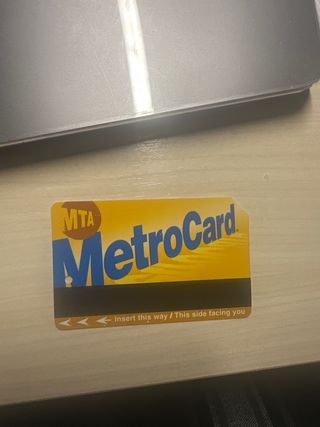 MTA
MetroCard
Insert this way / This side facing you